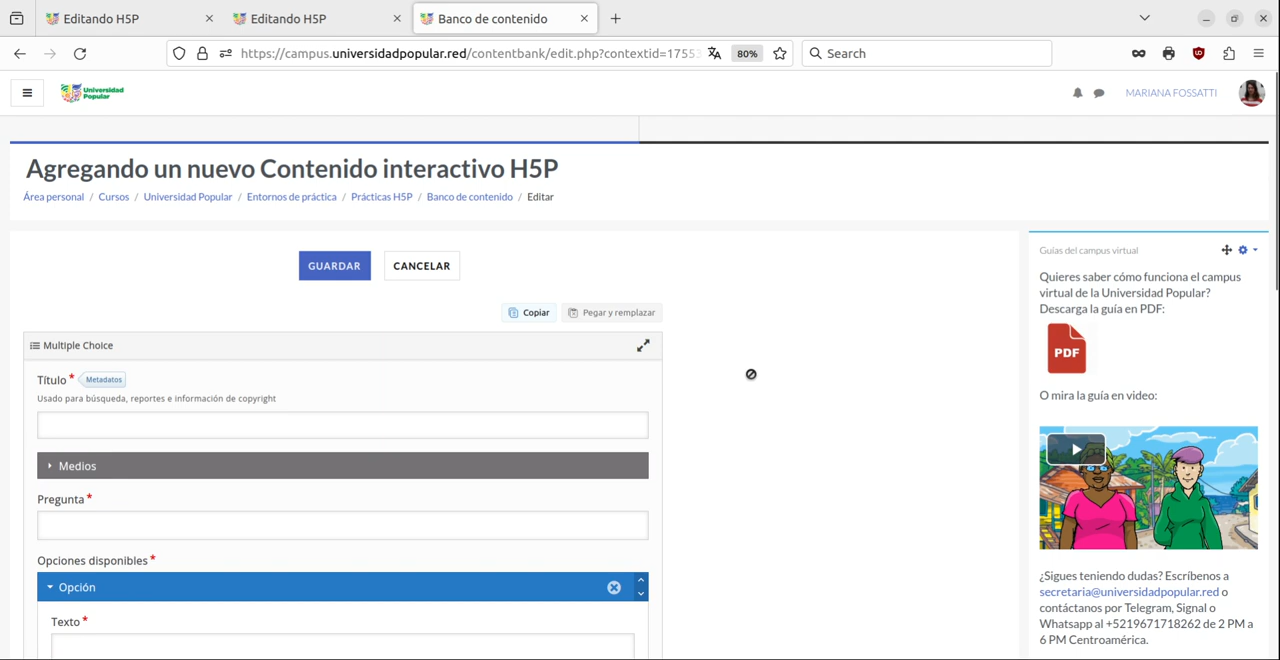 Editando H5P
Editando H5P
Banco de contenido
https://campus.universidadpopular.red/contentbank/edit.php?contextid=1755
80%
Search
Universidad
Popular
MARIANA FOSSATTI
Agregando un nuevo Contenido interactivo H5P
Área personal / Cursos / Universidad Popular / Entornos de práctica / Prácticas H5P / Banco de contenido / Editar
GUARDAR
CANCELAR
Copiar
Pegar y remplazar
Multiple Choice
Título *
Metadatos
Usado para búsqueda, reportes e información de copyright
Medios
Pregunta *
Opciones disponibles *
Opción
Texto *
Guías del campus virtual
Quieres saber cómo funciona el campus
virtual de la Universidad Popular?
Descarga la guía en PDF:
PDF
O mira la guía en video:
¿Sigues teniendo dudas? Escríbenos a
secretaria@universidadpopular.red o
contáctanos por Telegram, Signal o
Whatsapp al +5219671718262 de 2 PM a
6 PM Centroamérica.